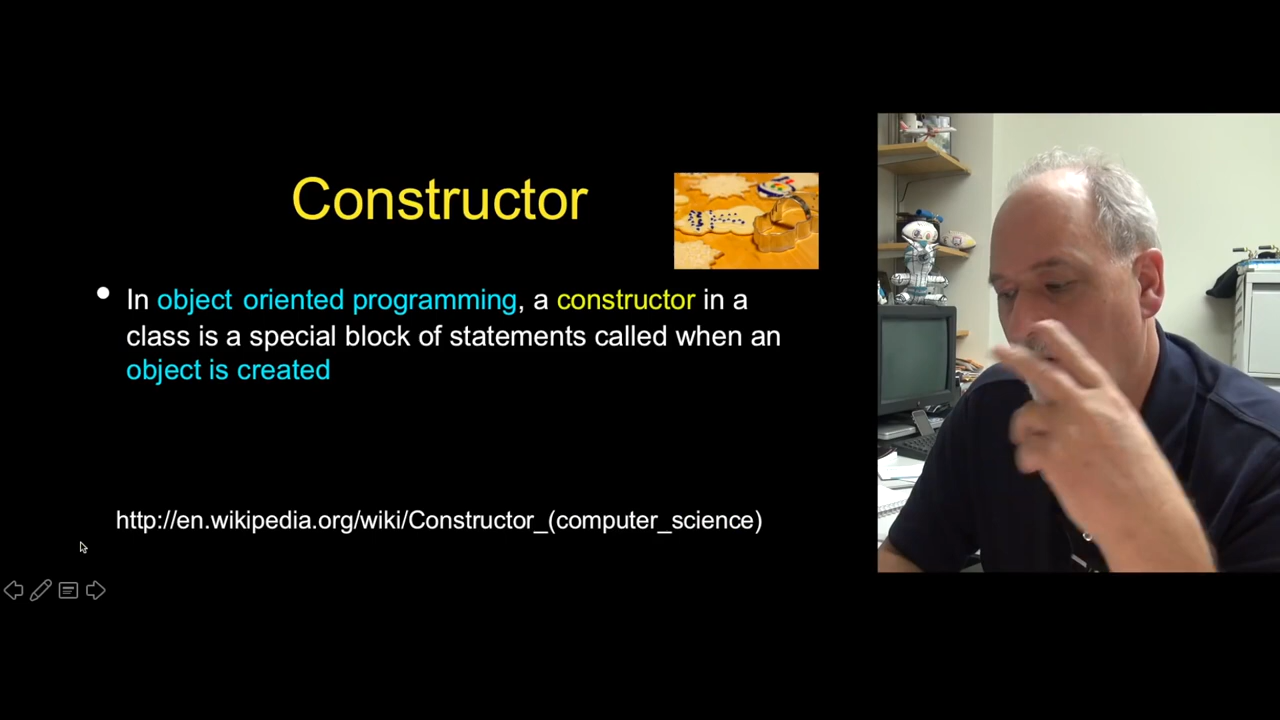 Constructor
In object oriented programming, a constructor in a
class is a special block of statements called when an
object is created
http://en.wikipedia.org/wiki/Constructor_(computer_science)